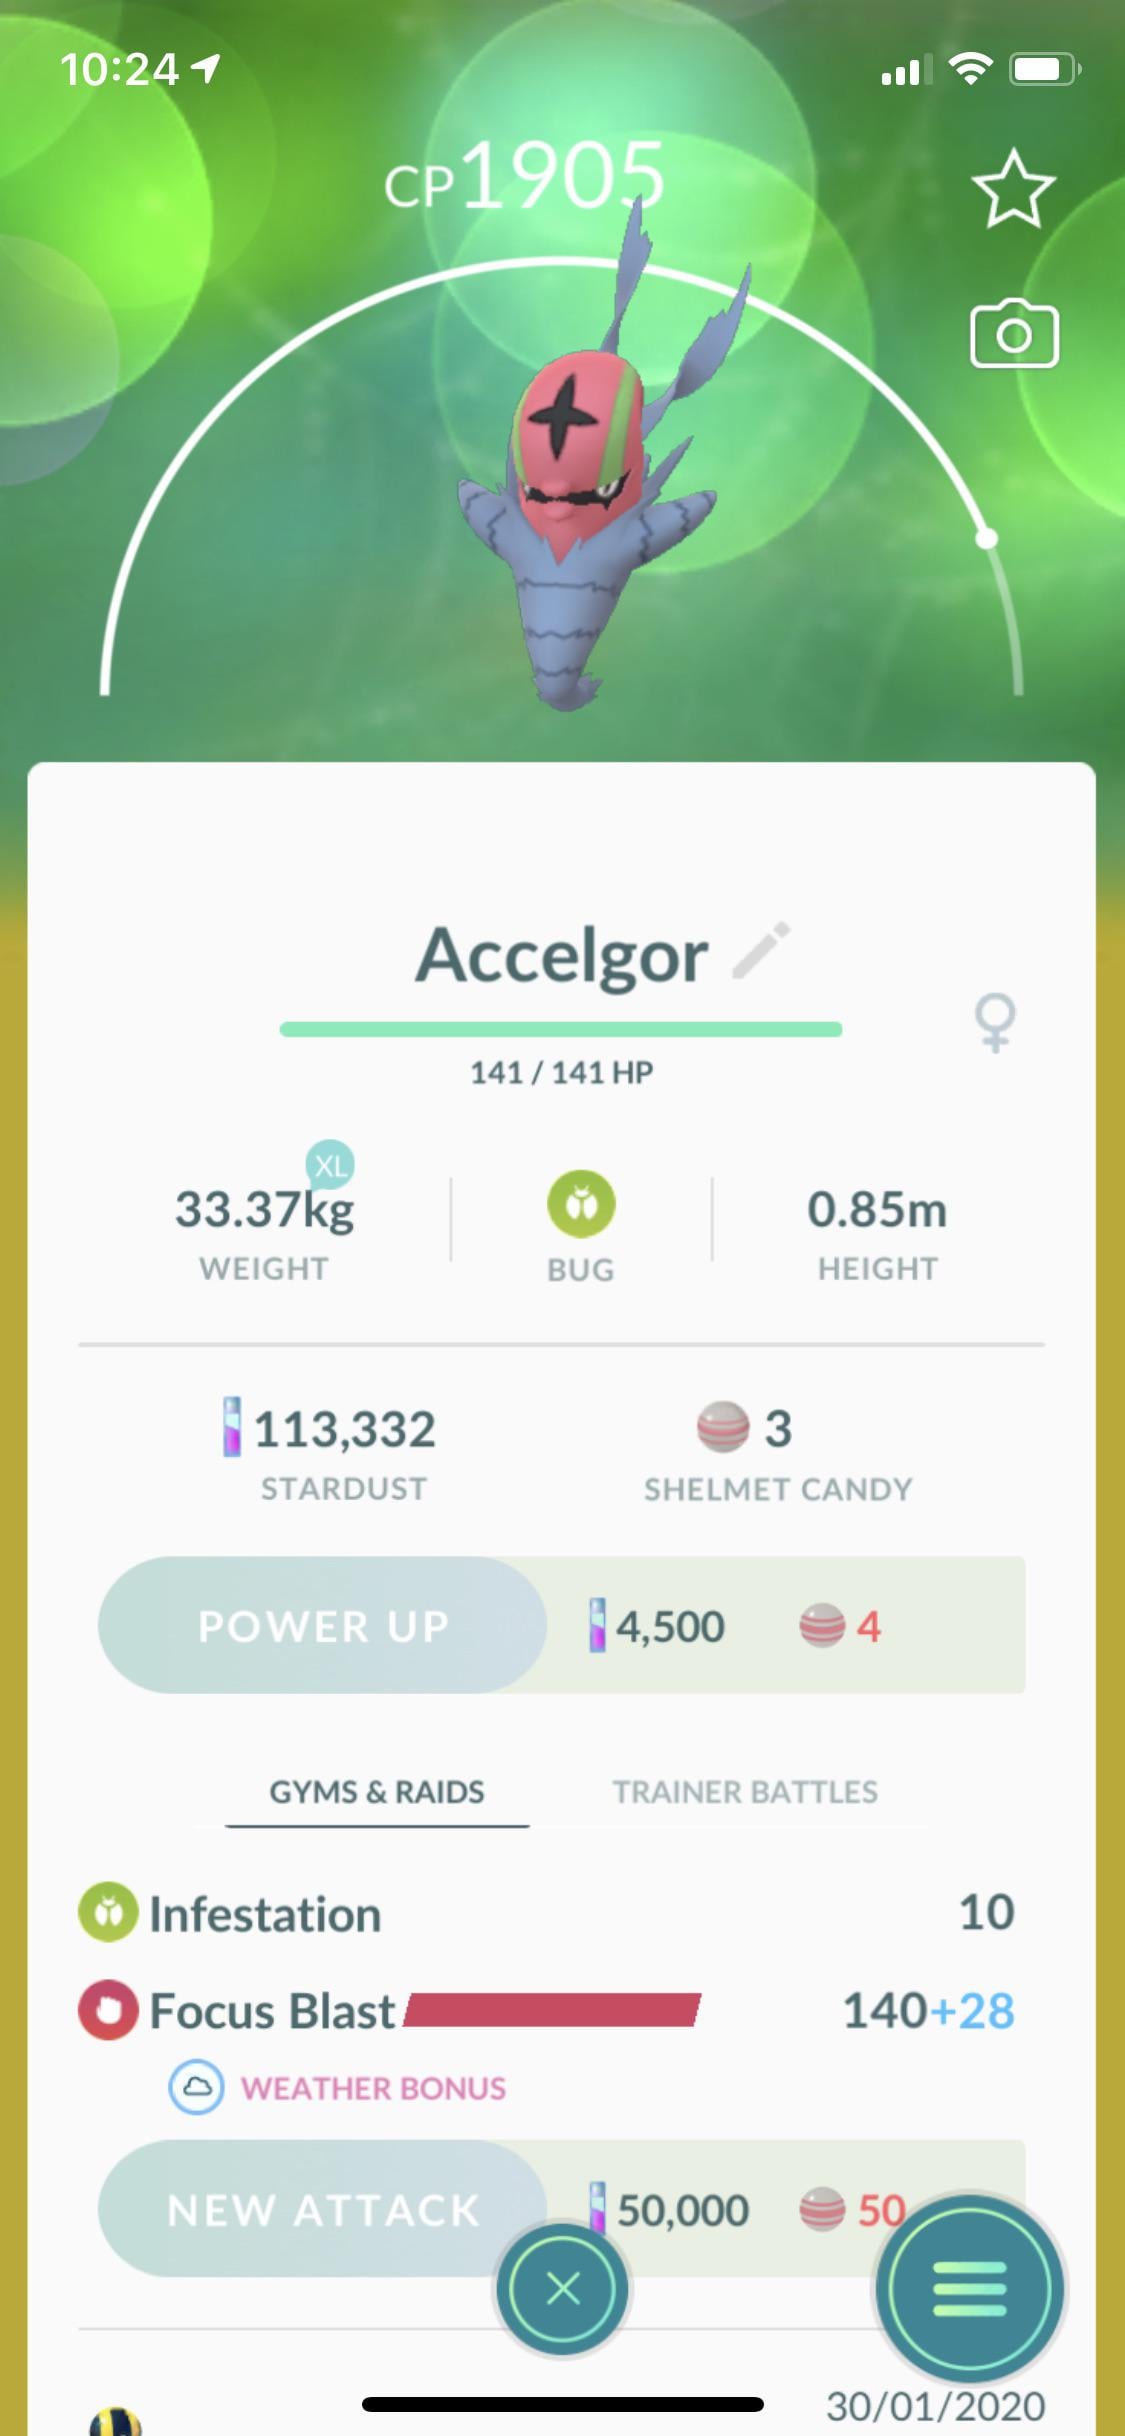 10:24
CP1905
Accelgor
141 / 141 HP
XL
33.37kg
WEIGHT
BUG
0.85m
HEIGHT
113,332
STARDUST
3
SHELMET CANDY
POWER UP 4,500 4
GYMS & RAIDS TRAINER BATTLES
Infestation 10
Focus Blast 140+28
WEATHER BONUS
NEW ATTACK 50,000 50
30/01/2020